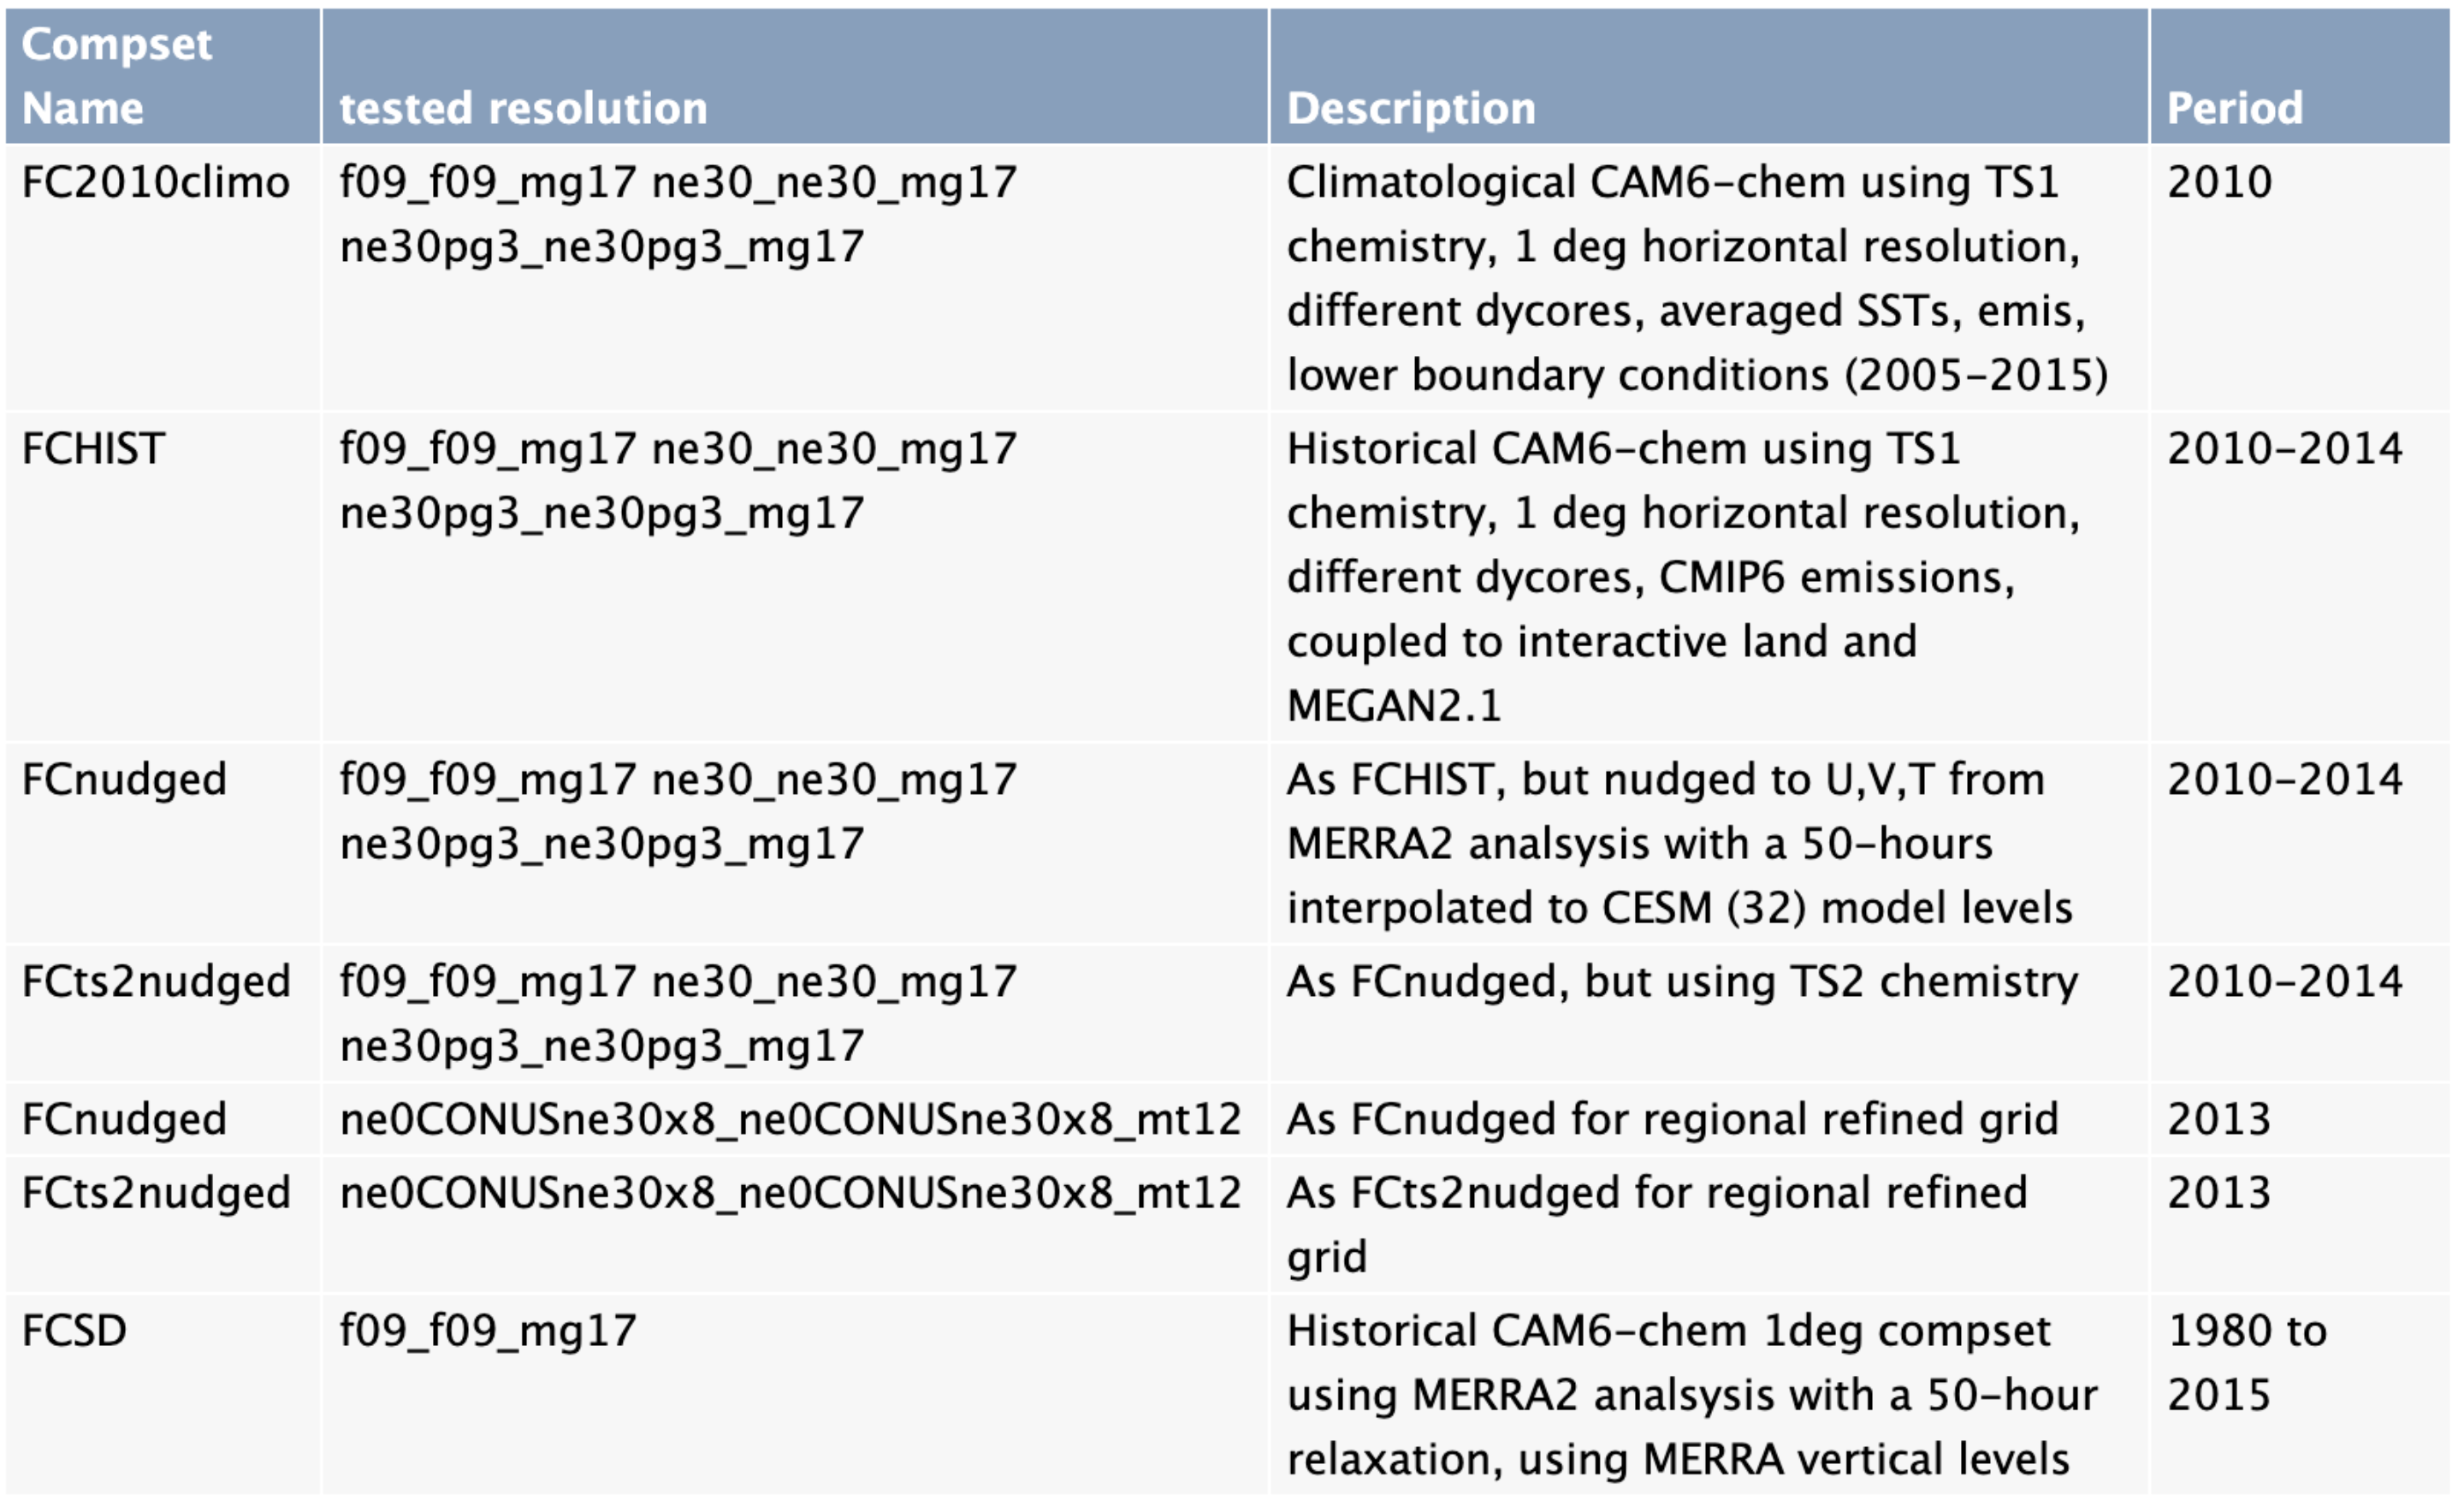 Compset
Name
tested resolution
Description
Period
FC2010climo
f09_f09_mg17 ne30_ne30_mg17
ne30pg3_ne30pg3_mg17
Climatological CAM6-chem using TS1
chemistry, 1 deg horizontal resolution,
different dycores, averaged SSTs, emis,
lower boundary conditions (2005-2015)
2010
FCHIST
f09_f09_mg17 ne30_ne30_mg17
ne30pg3_ne30pg3_mg17
Historical CAM6-chem using TS1
chemistry, 1 deg horizontal resolution,
different dycores, CMIP6 emissions,
coupled to interactive land and
MEGAN2.1
2010-2014
FCnudged
f09_f09_mg17 ne30_ne30_mg17
ne30pg3_ne30pg3_mg17
As FCHIST, but nudged to U,V,T from
MERRA2 analsysis with a 50-hours
interpolated to CESM (32) model levels
2010-2014
FCts2nudged
f09_f09_mg17 ne30_ne30_mg17
ne30pg3_ne30pg3_mg17
As FCnudged, but using TS2 chemistry
2010-2014
FCnudged
ne0CONUSne30x8_ne0CONUSne30x8_mt12
As FCnudged for regional refined grid
2013
FCts2nudged
ne0CONUSne30x8_ne0CONUSne30x8_mt12
As FCts2nudged for regional refined
grid
2013
FCSD
f09_f09_mg17
Historical CAM6-chem 1deg compset
using MERRA2 analsysis with a 50-hour
relaxation, using MERRA vertical levels
1980 to
2015